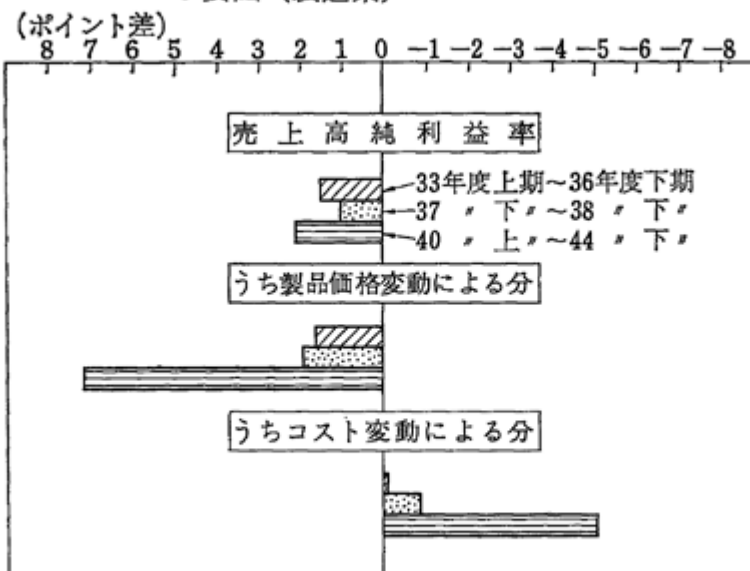 (ポイント差)
8 7 6 5 4 3 2 1 0 -1 -2 -3 -4 -5 -6 -7 -8
売上高純利益率
33年度上期~36年度下期
37 〃 下〃~38 〃 下〃
40 〃 上〃~44 〃 下〃
うち製品価格変動による分
うちコスト変動による分